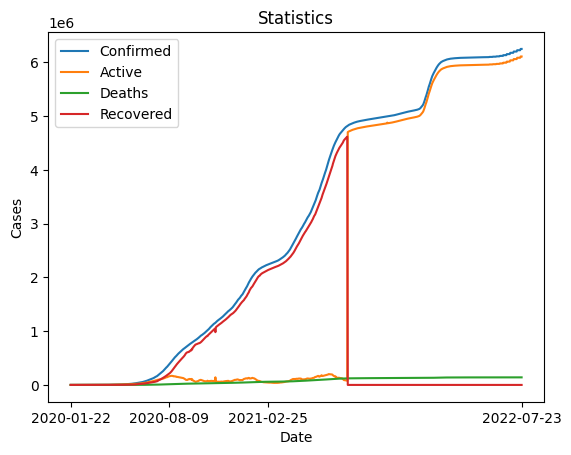 Statistics
1e6
Confirmed
Active
Deaths
Recovered
6
5
4
3
2
1
0
Cases
2020-01-22 2020-08-09 2021-02-25 2022-07-23
Date